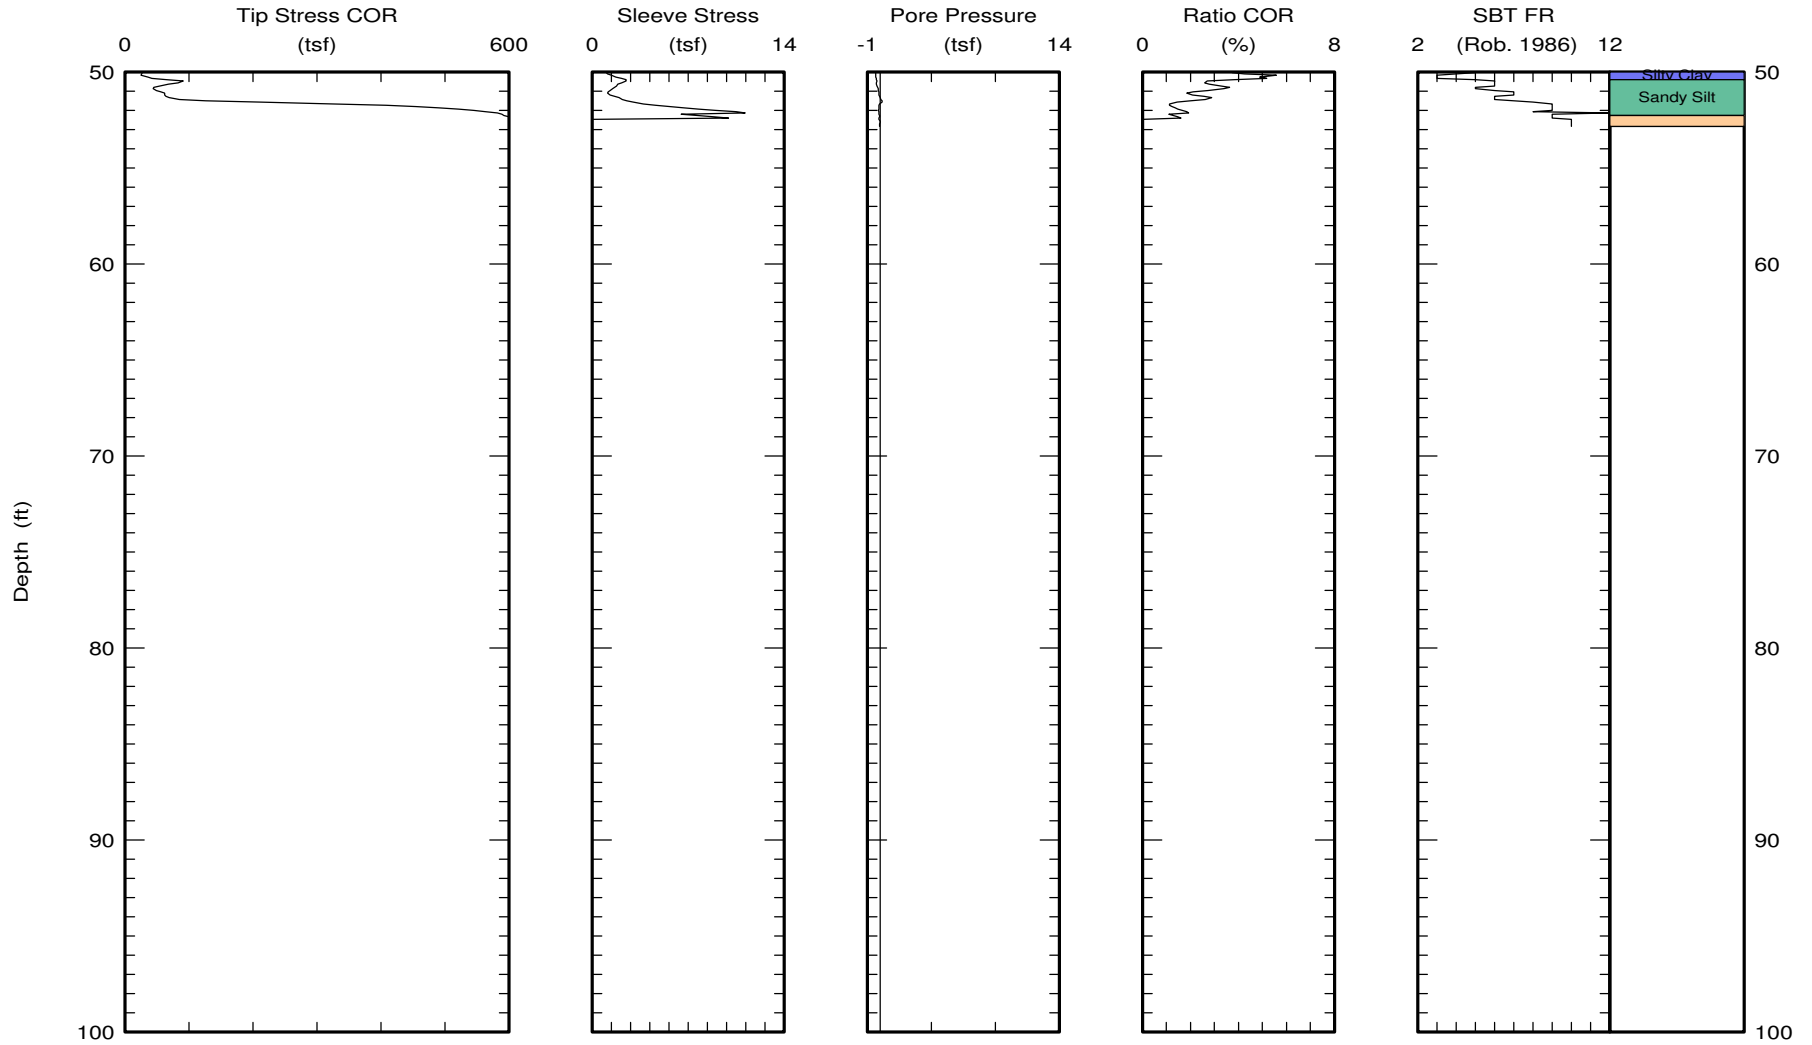 Tip Stress COR Sleeve Stress Pore Pressure Ratio COR SBT FR
0 (tsf) 600 0 (tsf) 14 -1 (tsf) 14 0 (%) 8 2 (Rob. 1986) 12
50 Silty Clay 50
Sandy Silt
60 60
70 70
Depth (ft)
80 80
90 90
100 100